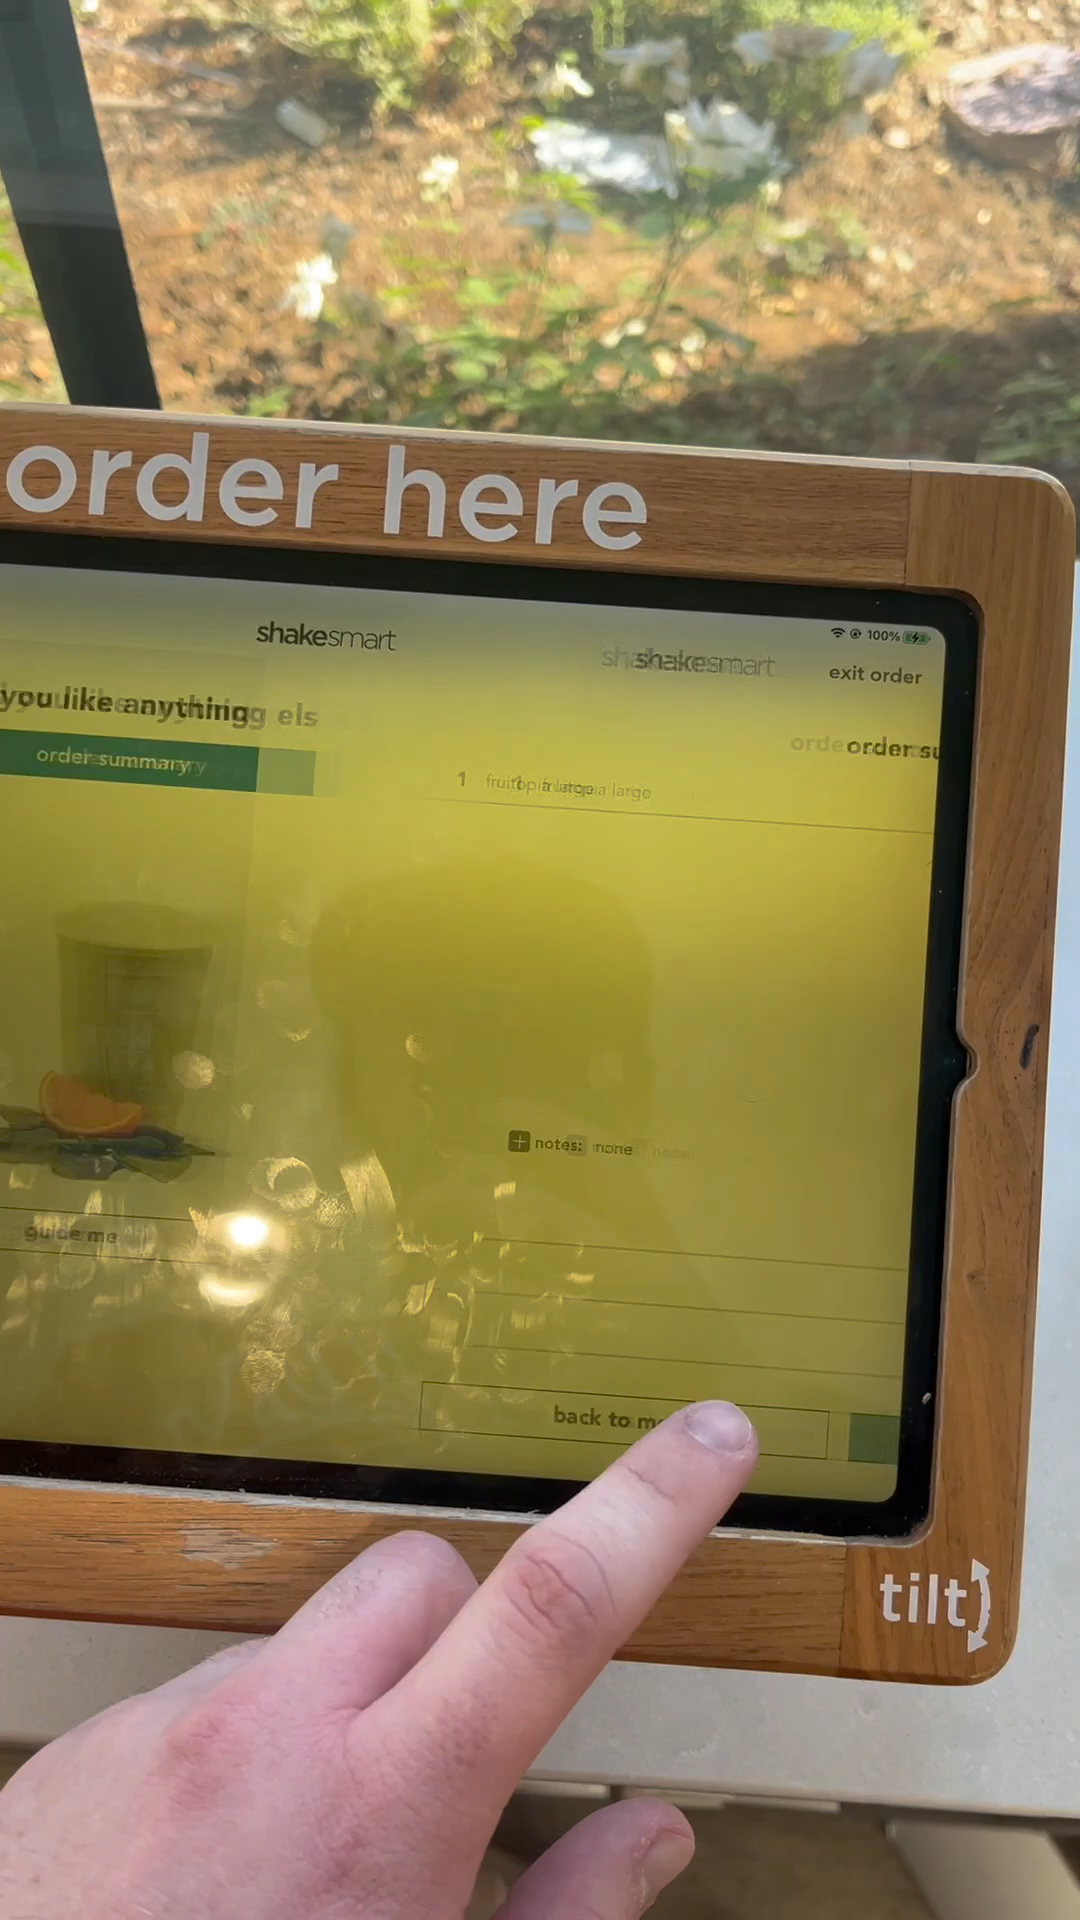 order here
100%
shakesmart
shakesmart
exit order
you like anything els
order summary
order su
1 fruitopia large
notes: none
guide me
back to m
tilt